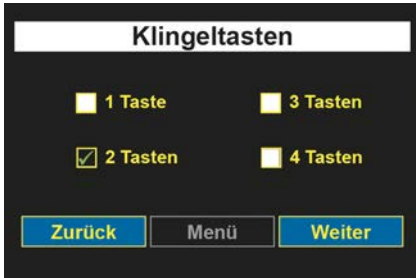 Klingeltasten
1 Taste 3 Tasten
2 Tasten 4 Tasten
Zurück Menü Weiter